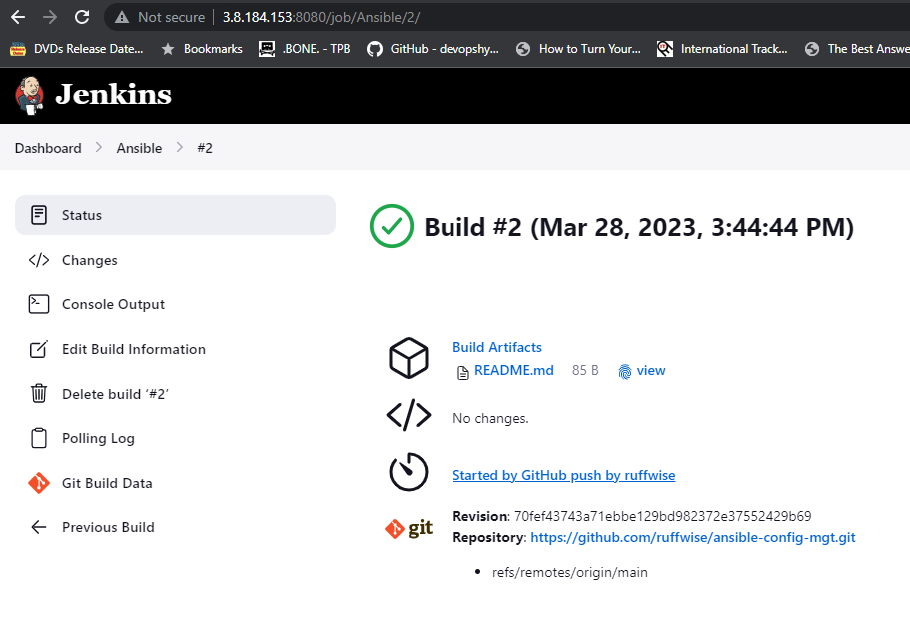 Not secure | 3.8.184.153:8080/job/Ansible/2/
DVDs Release Date... Bookmarks .BONE. - TPB GitHub - devopshy... How to Turn Your... International Track... The Best Answe
Jenkins
Dashboard > Ansible > #2
Status
Changes
Console Output
Edit Build Information
Delete build ‘#2’
Polling Log
Git Build Data
Previous Build
Build #2 (Mar 28, 2023, 3:44:44 PM)
Build Artifacts
README.md 85 B view
No changes.
Started by GitHub push by ruffwise
git
Revision: 70fef43743a71ebbe129bd982372e37552429b69
Repository: https://github.com/ruffwise/ansible-config-mgt.git
• refs/remotes/origin/main